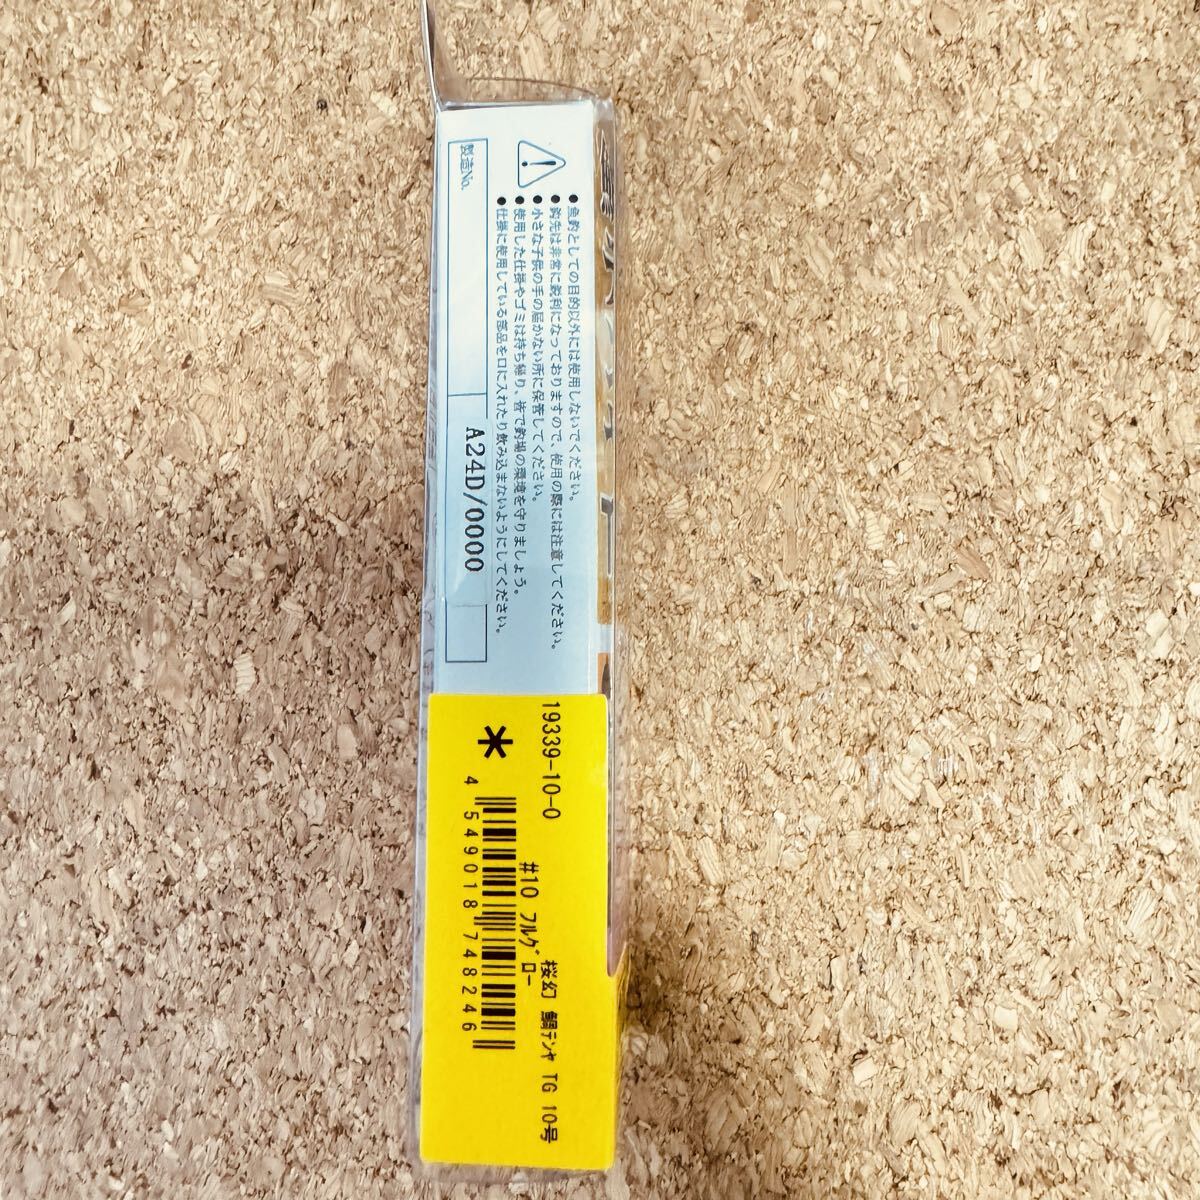 ●魚釣としての目的以外には使用しないでください。
●鈎先は非常に鋭利になっておりますので、使用の際には注意してください。
●小さな子供の手の届かない所に保管してください。
●使用した仕掛やゴミは持ち帰り、皆で釣場の環境を守りましょう。
●仕掛に使用している部品を口に入れたり飲み込まないようにしてください。
製造No.
A24D/0000
19339-10-0
桜幻 鯛テンヤ TG 10号
#10 フルグロー
*
4 549018 748246